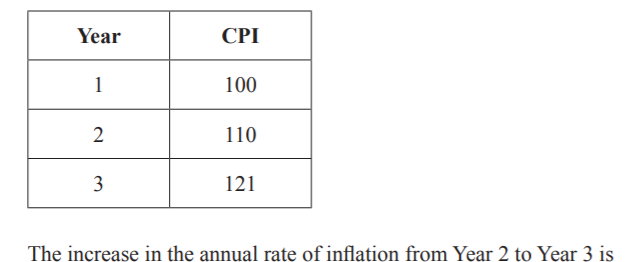 Year CPI
1 100
2 110
3 121
The increase in the annual rate of inflation from Year 2 to Year 3 is